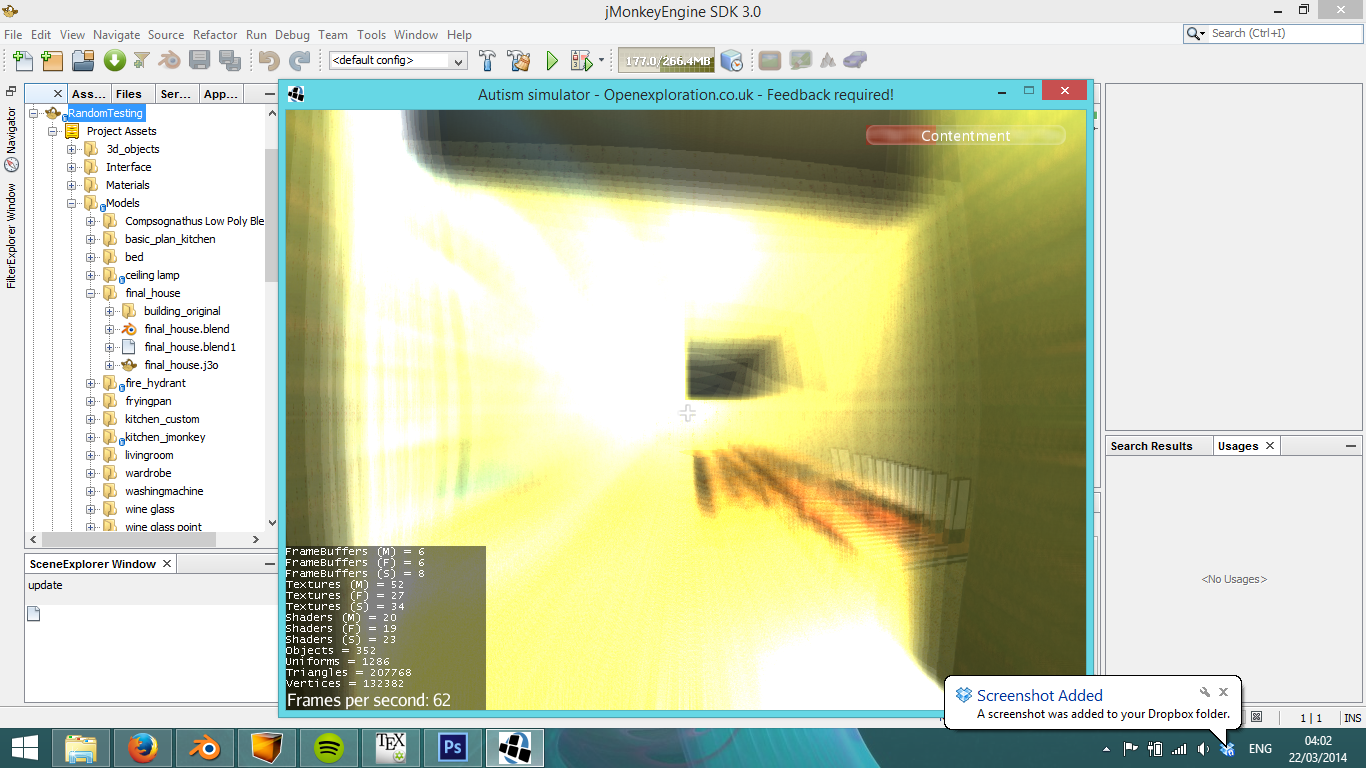 jMonkeyEngine SDK 3.0
File Edit View Navigate Source Refactor Run Debug Team Tools Window Help
Search (Ctrl+I)
<default config>
177.0/266.4MB
Ass... Files Ser... App...
Navigator
FilterExplorer Window
RandomTesting
Project Assets
3d_objects
Interface
Materials
Models
Compsognathus Low Poly Ble
basic_plan_kitchen
bed
ceiling lamp
final_house
building_original
final_house.blend
final_house.blend1
final_house.j3o
fire_hydrant
fryingpan
kitchen_custom
kitchen_jmonkey
livingroom
wardrobe
washingmachine
wine glass
wine glass point
SceneExplorer Window
update
Autism simulator - Openexploration.co.uk - Feedback required!
Contentment
FrameBuffers (M) = 6
FrameBuffers (F) = 6
FrameBuffers (S) = 8
Textures (M) = 52
Textures (F) = 27
Textures (S) = 34
Shaders (M) = 20
Shaders (F) = 19
Shaders (S) = 23
Objects = 352
Uniforms = 1286
Triangles = 207768
Vertices = 132382
Frames per second: 62
Search Results Usages
<No Usages>
Screenshot Added
A screenshot was added to your Dropbox folder.
1 | 1 INS
TEX
Ps
ENG
04:02
22/03/2014